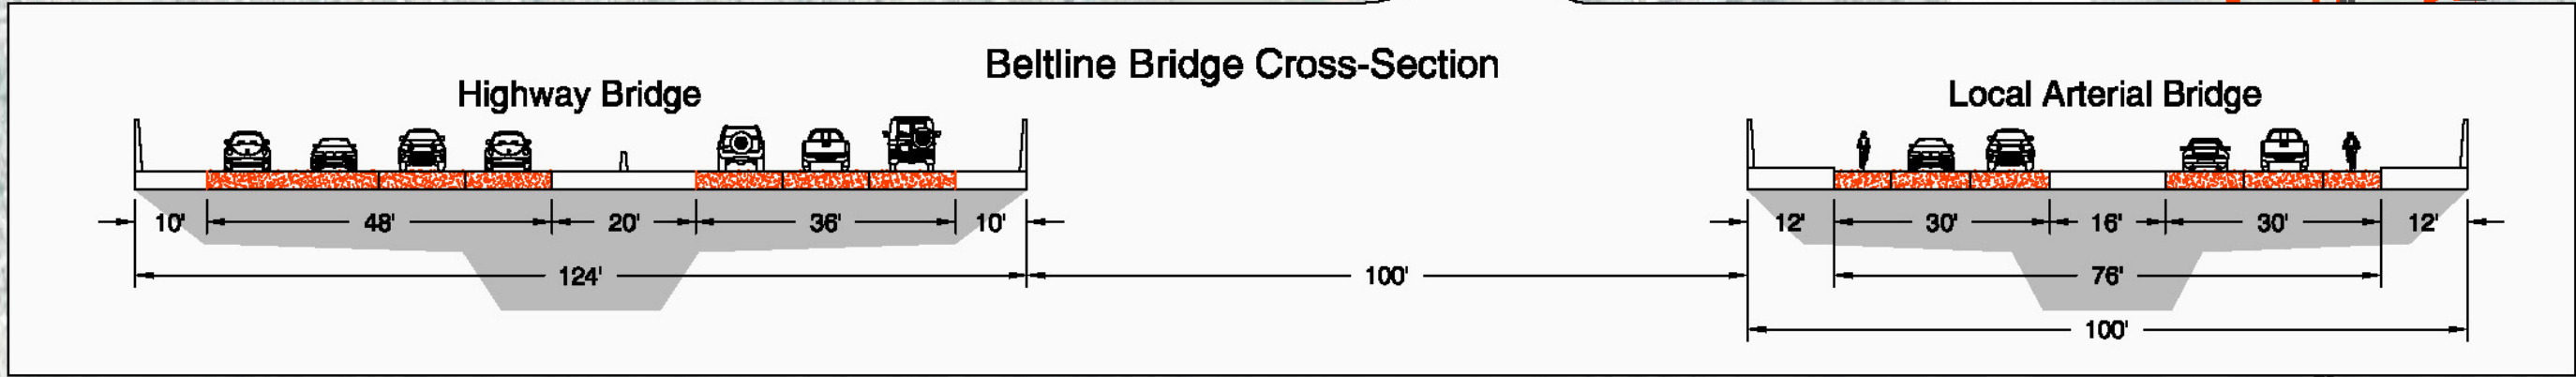 Beltline Bridge Cross-Section
Highway Bridge
Local Arterial Bridge
10' 48' 20' 36' 10'
12' 30' 16' 30' 12'
124' 100' 76'
100'